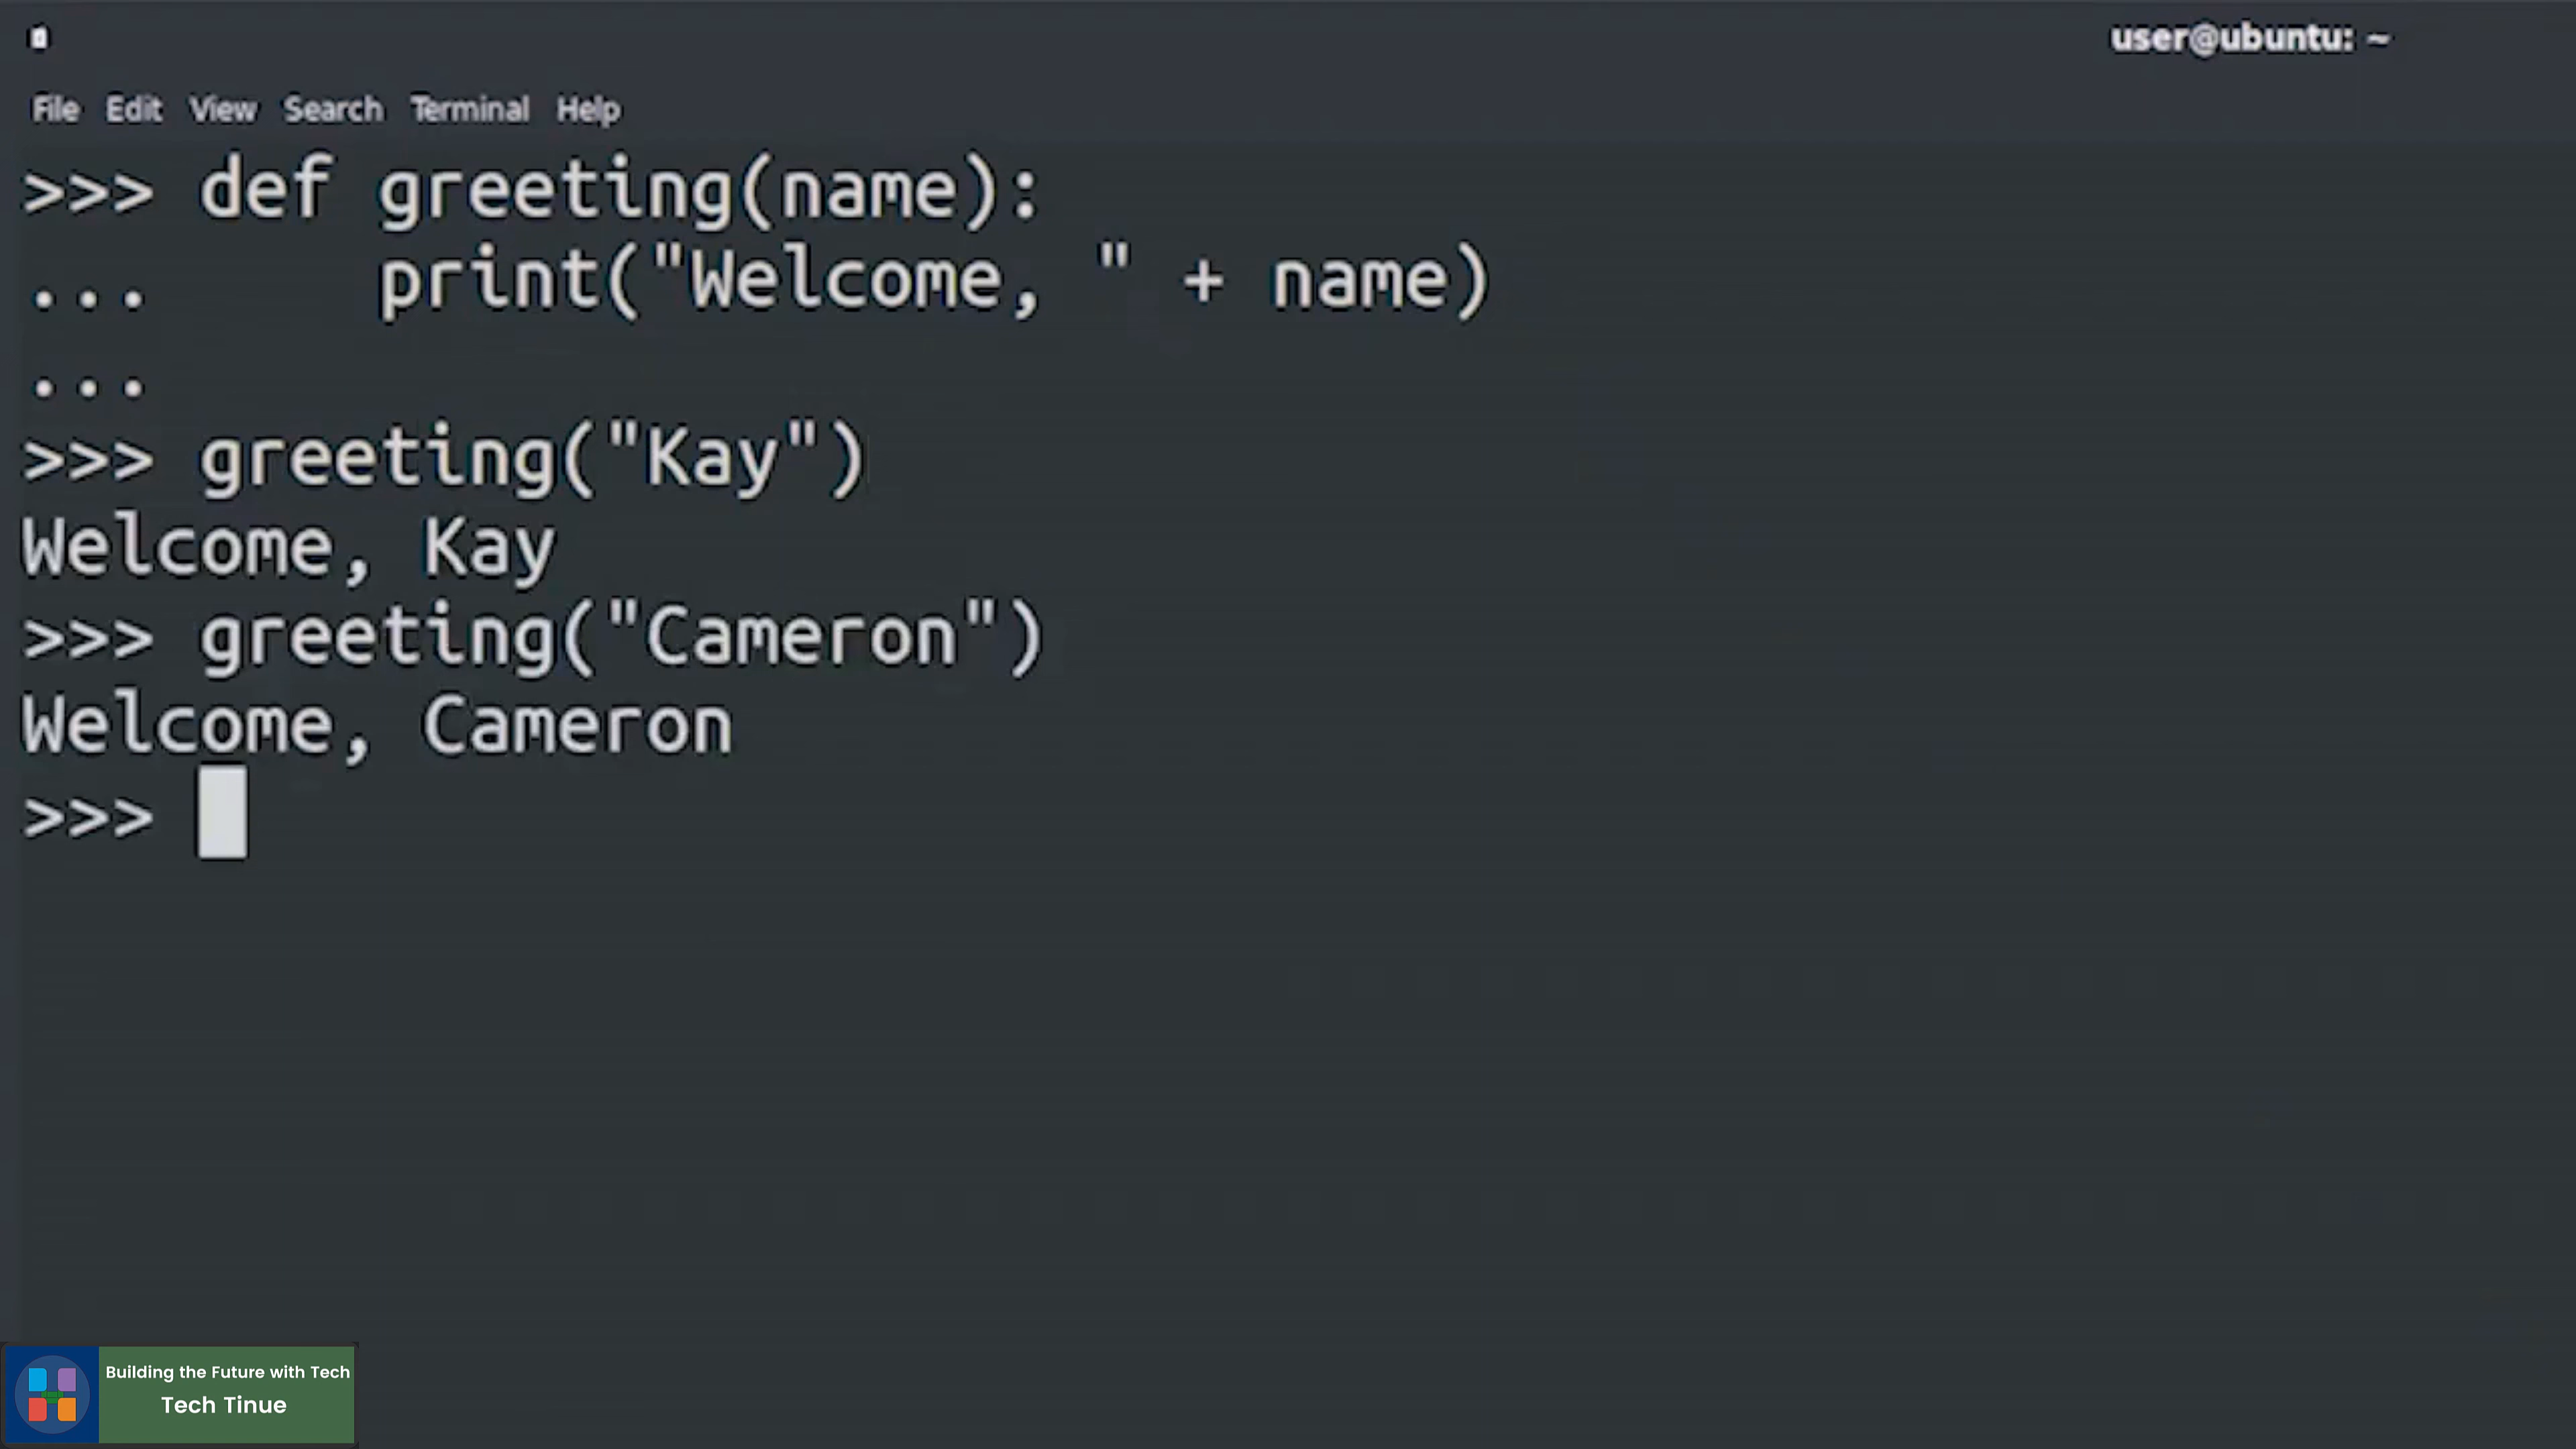 user@ubuntu: ~
File Edit View Search Terminal Help
>>> def greeting(name):
...     print("Welcome, " + name)
...
>>> greeting("Kay")
Welcome, Kay
>>> greeting("Cameron")
Welcome, Cameron
>>>
Building the Future with Tech
Tech Tinue